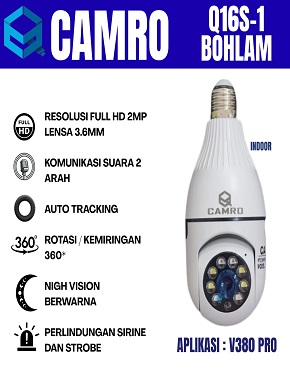 CAMRO
Q16S-1
BOHLAM
FULL
HD
RESOLUSI FULL HD 2MP
LENSA 3.6MM
KOMUNIKASI SUARA 2
ARAH
AUTO TRACKING
360°
ROTASI / KEMIRINGAN
360°
NIGH VISION
BERWARNA
PERLINDUNGAN SIRINE
DAN STROBE
INDOOR
CAMRO
CA
APLIKASI : V380 PRO